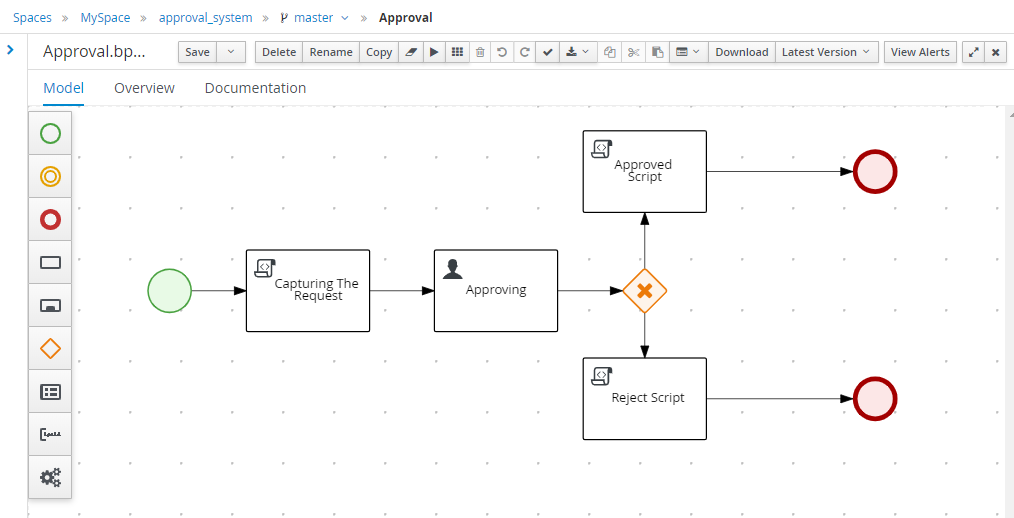 Spaces » MySpace » approval_system » master » Approval
Approval.bp... Save Delete Rename Copy Download Latest Version View Alerts
Model Overview Documentation
Approved
Script
Capturing The
Request
Approving
Reject Script